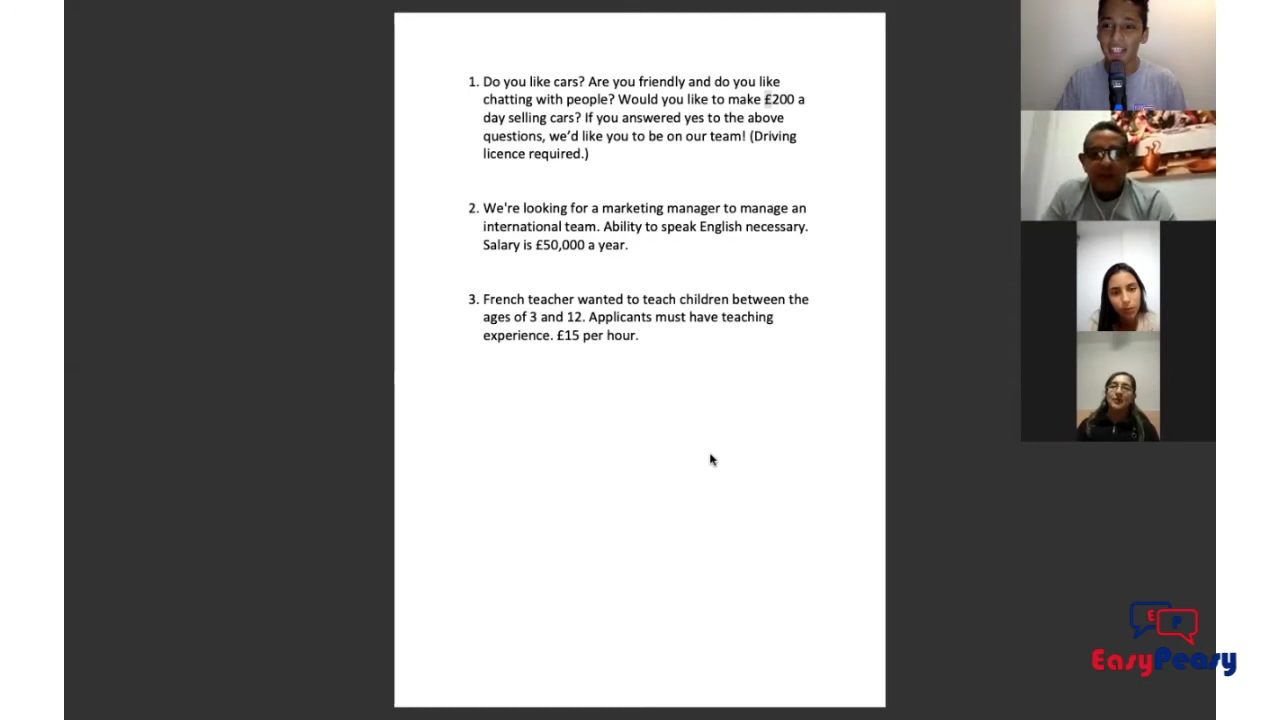 1. Do you like cars? Are you friendly and do you like
chatting with people? Would you like to make £200 a
day selling cars? If you answered yes to the above
questions, we’d like you to be on our team! (Driving
licence required.)
2. We're looking for a marketing manager to manage an
international team. Ability to speak English necessary.
Salary is £50,000 a year.
3. French teacher wanted to teach children between the
ages of 3 and 12. Applicants must have teaching
experience. £15 per hour.
E P
EasyPeasy